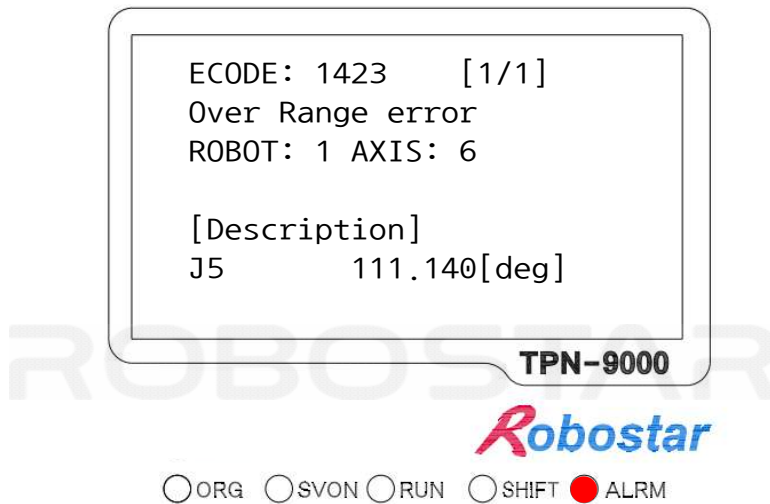 ECODE: 1423 [1/1]
Over Range error
ROBOT: 1 AXIS: 6
[Description]
J5 111.140[deg]
ROBOSTAR
TPN-9000
Robostar
ORG SVON RUN SHIFT ALRM